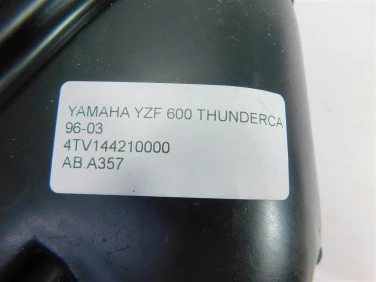 YAMAHA YZF 600 THUNDERCA
96-03
4TV144210000
AB.A357